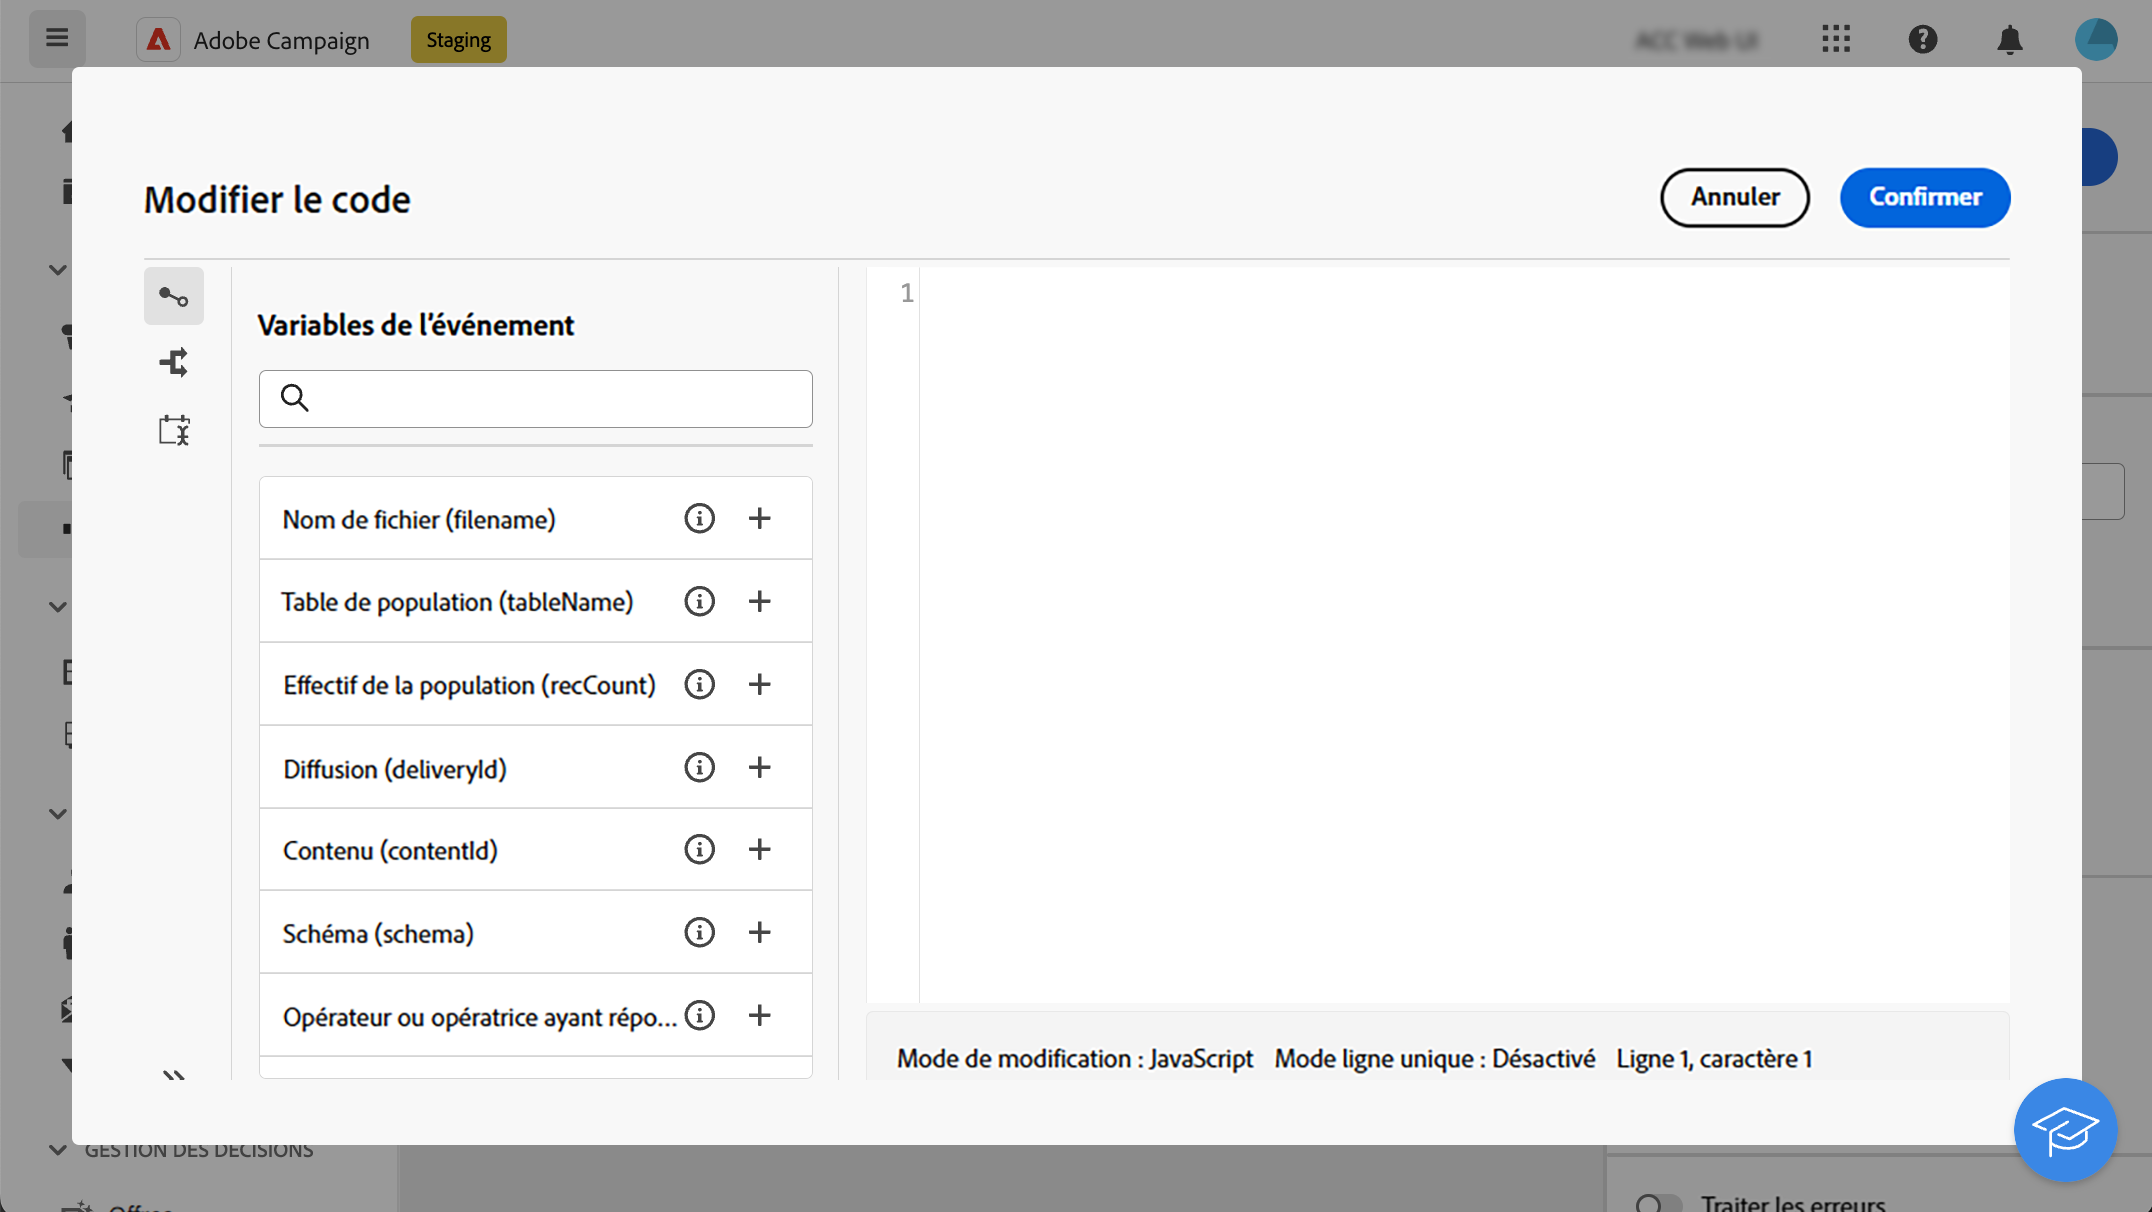 Adobe Campaign
Staging
Modifier le code
Annuler
Confirmer
Variables de l'événement
1
Nom de fichier (filename)
Table de population (tableName)
Effectif de la population (recCount)
Diffusion (deliveryId)
Contenu (contentId)
Schéma (schema)
Opérateur ou opératrice ayant répo...
Mode de modification : JavaScript Mode ligne unique : Désactivé Ligne 1, caractère 1
GESTION DES DECISIONS
Offres
Traiter les erreurs